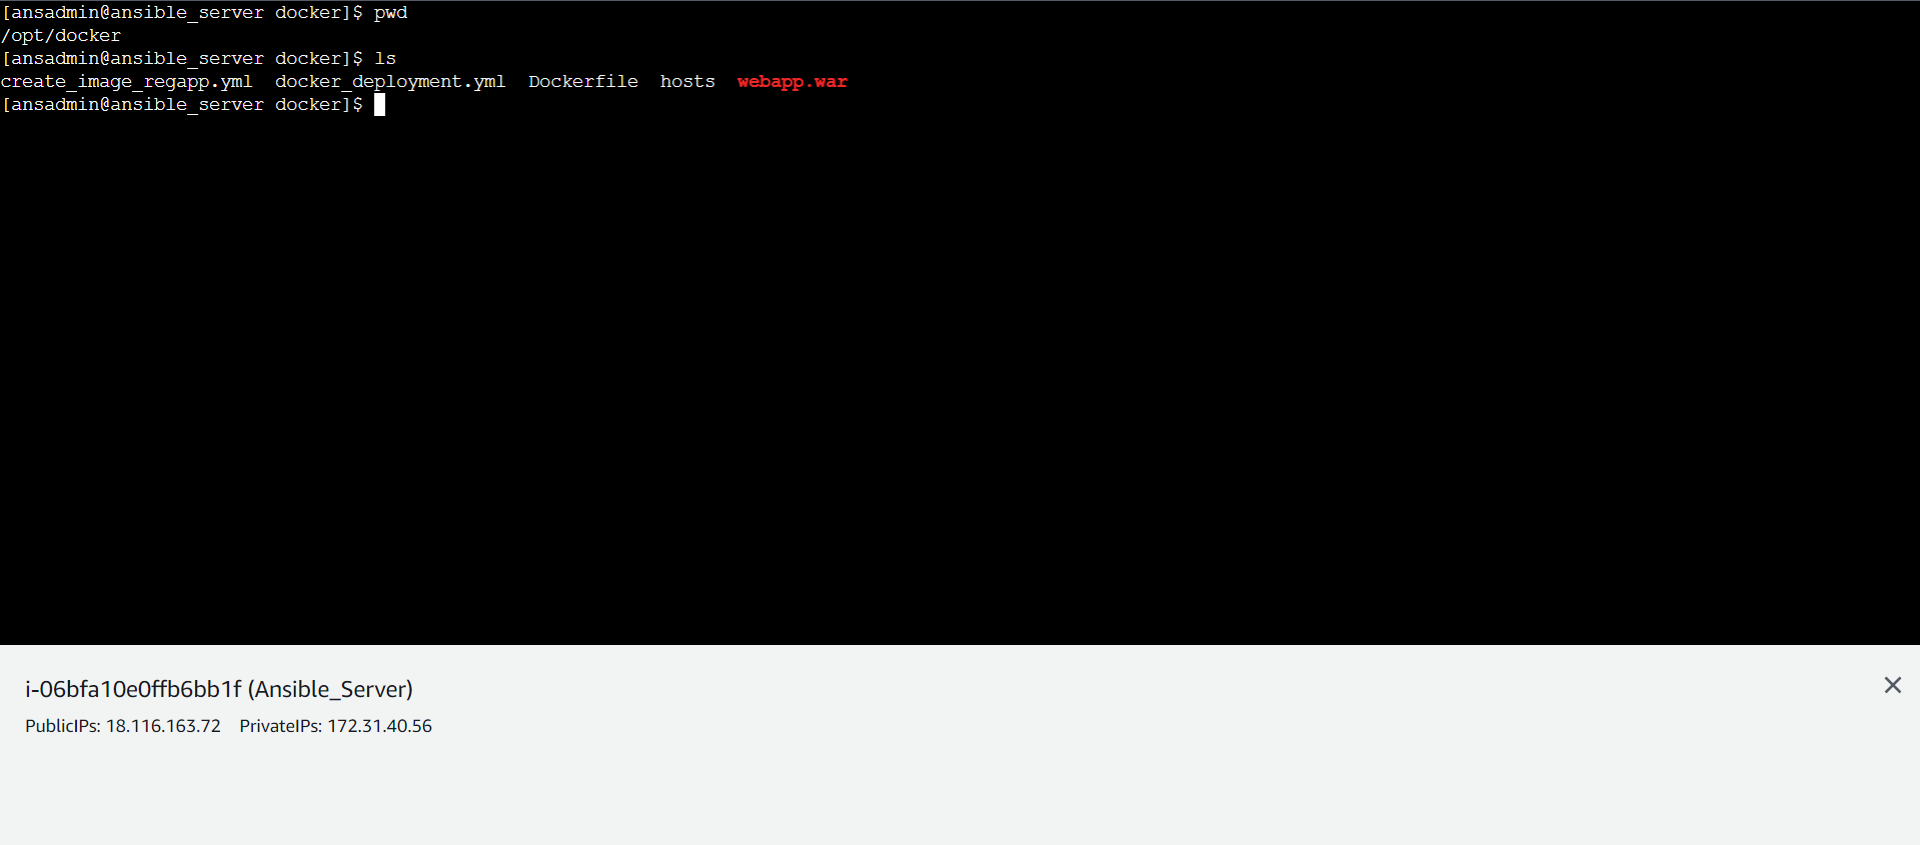 [ansadmin@ansible_server docker]$ pwd
/opt/docker
[ansadmin@ansible_server docker]$ ls
create_image_regapp.yml  docker_deployment.yml  Dockerfile  hosts  webapp.war
[ansadmin@ansible_server docker]$
i-06bfa10e0ffb6bb1f (Ansible_Server)
PublicIPs: 18.116.163.72    PrivateIPs: 172.31.40.56